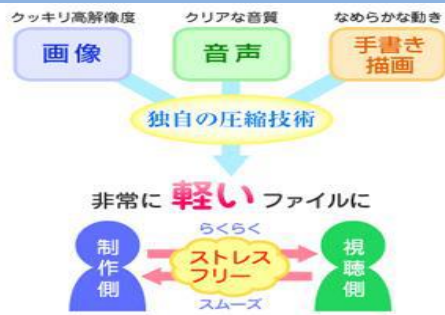 クッキリ高解像度 クリアな音質 なめらかな動き
画像 音声 手書き
描画
独自の圧縮技術
非常に軽いファイルに
らくらく
制作側 ストレス
フリー 視聴側
スムーズ